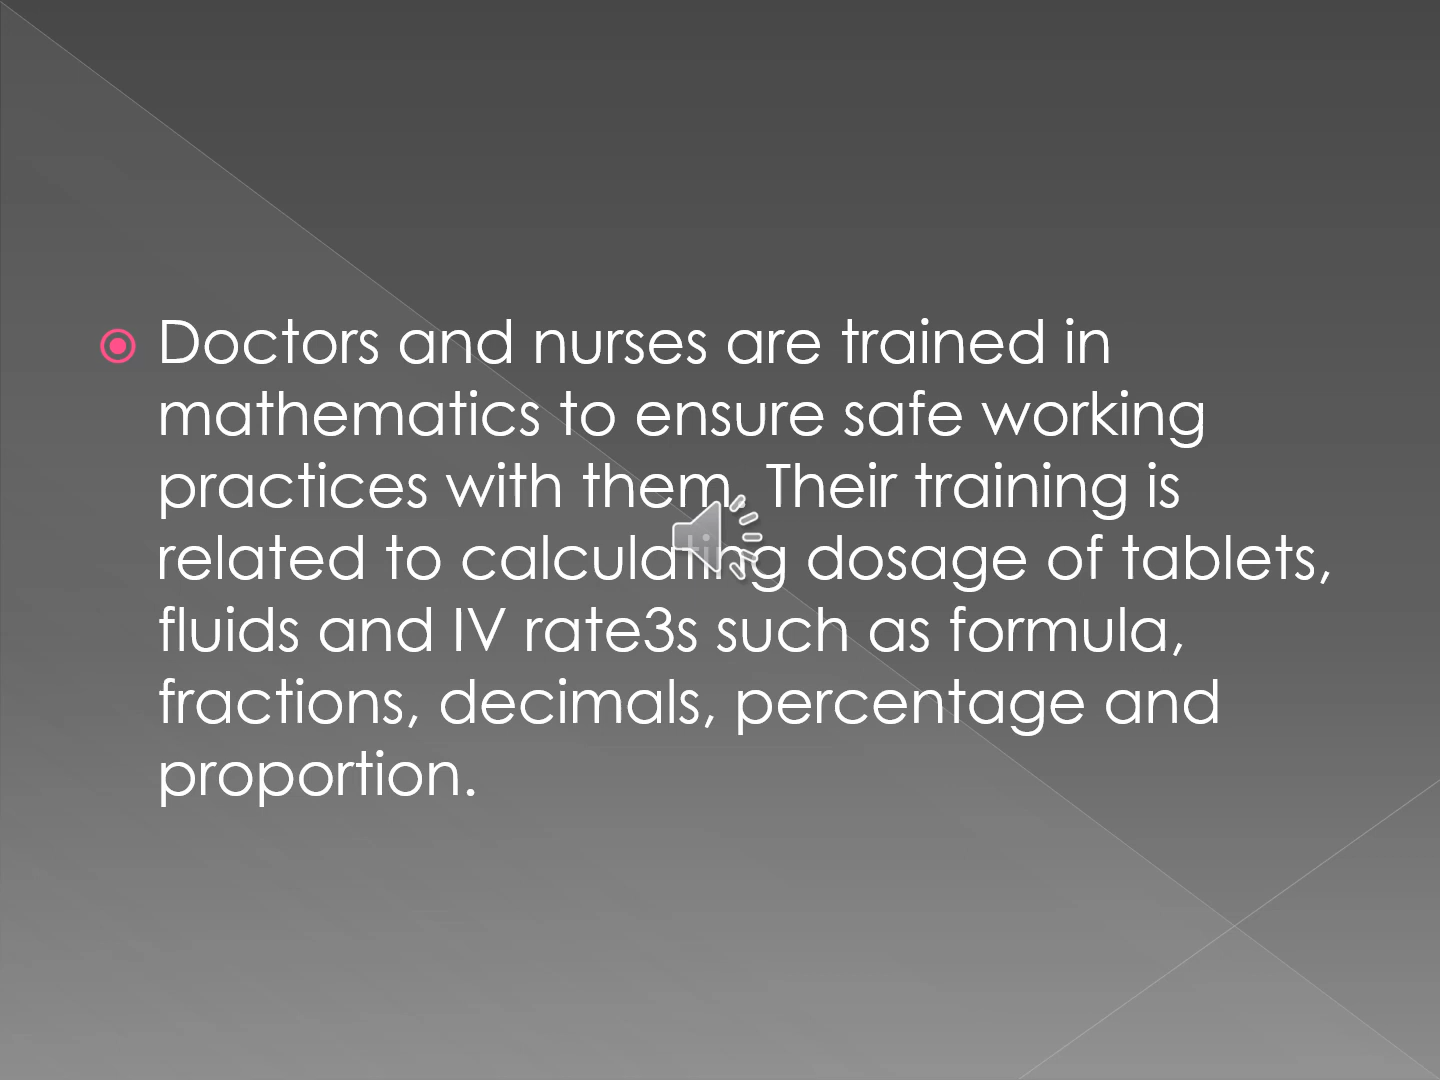 Doctors and nurses are trained in
mathematics to ensure safe working
practices with them. Their training is
related to calculating dosage of tablets,
fluids and IV rate3s such as formula,
fractions, decimals, percentage and
proportion.